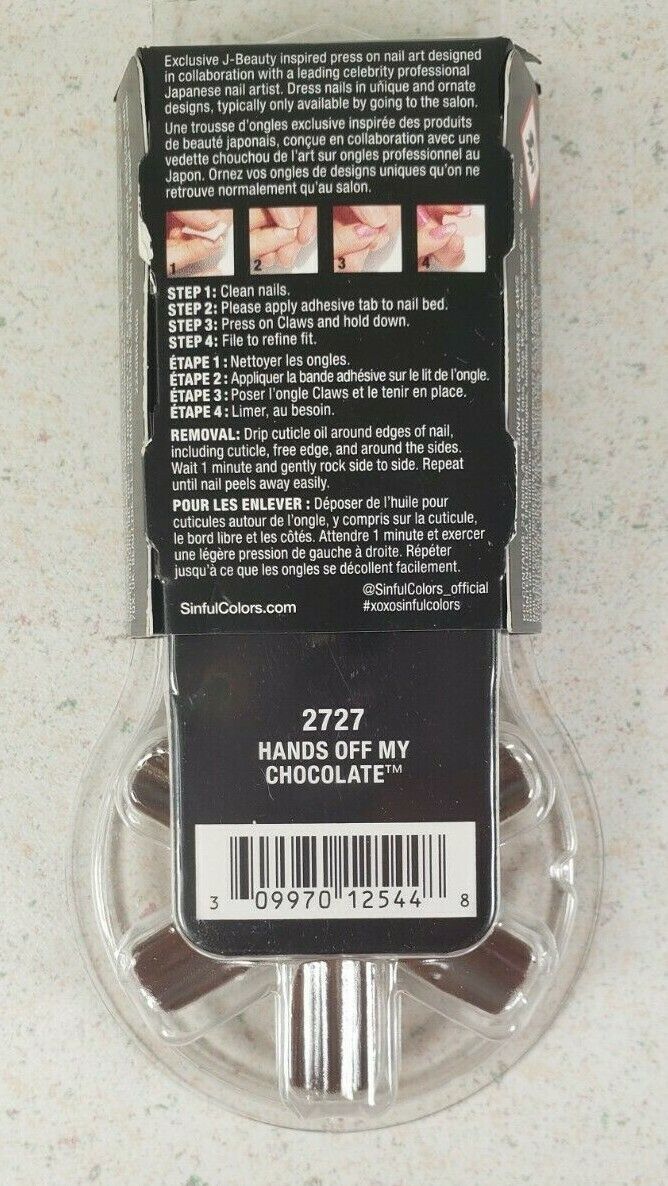 Exclusive J-Beauty inspired press on nail art designed
in collaboration with a leading celebrity professional
Japanese nail artist. Dress nails in uñique and ornate
designs, typically only available by going to the salon.
Une trousse d'ongles exclusive inspirée des produits
de beauté japonais, conçue en collaboration avec une
vedette chouchou de l'art sur ongles professionnel au
Japon. Ornez vos ongles de designs uniques qu'on ne
retrouve normalement qu'au salon.
1 2 3 4
STEP 1: Clean nails.
STEP 2: Please apply adhesive tab to nail bed.
STEP 3: Press on Claws and hold down.
STEP 4: File to refine fit.
ÉTAPE 1 : Nettoyer les ongles.
ÉTAPE 2 : Appliquer la bande adhésive sur le lit de l'ongle.
ÉTAPE 3 : Poser l'ongle Claws et le tenir en place.
ÉTAPE 4 : Limer, au besoin.
REMOVAL: Drip cuticle oil around edges of nail,
including cuticle, free edge, and around the sides.
Wait 1 minute and gently rock side to side. Repeat
until nail peels away easily.
POUR LES ENLEVER : Déposer de l'huile pour
cuticules autour de l'ongle, y compris sur la cuticule,
le bord libre et les côtés. Attendre 1 minute et exercer
une légère pression de gauche à droite. Répéter
jusqu'à ce que les ongles se décollent facilement.
@SinfulColors_official
SinfulColors.com #xoxosinfulcolors
2727
HANDS OFF MY
CHOCOLATE™
3 09970 12544 8